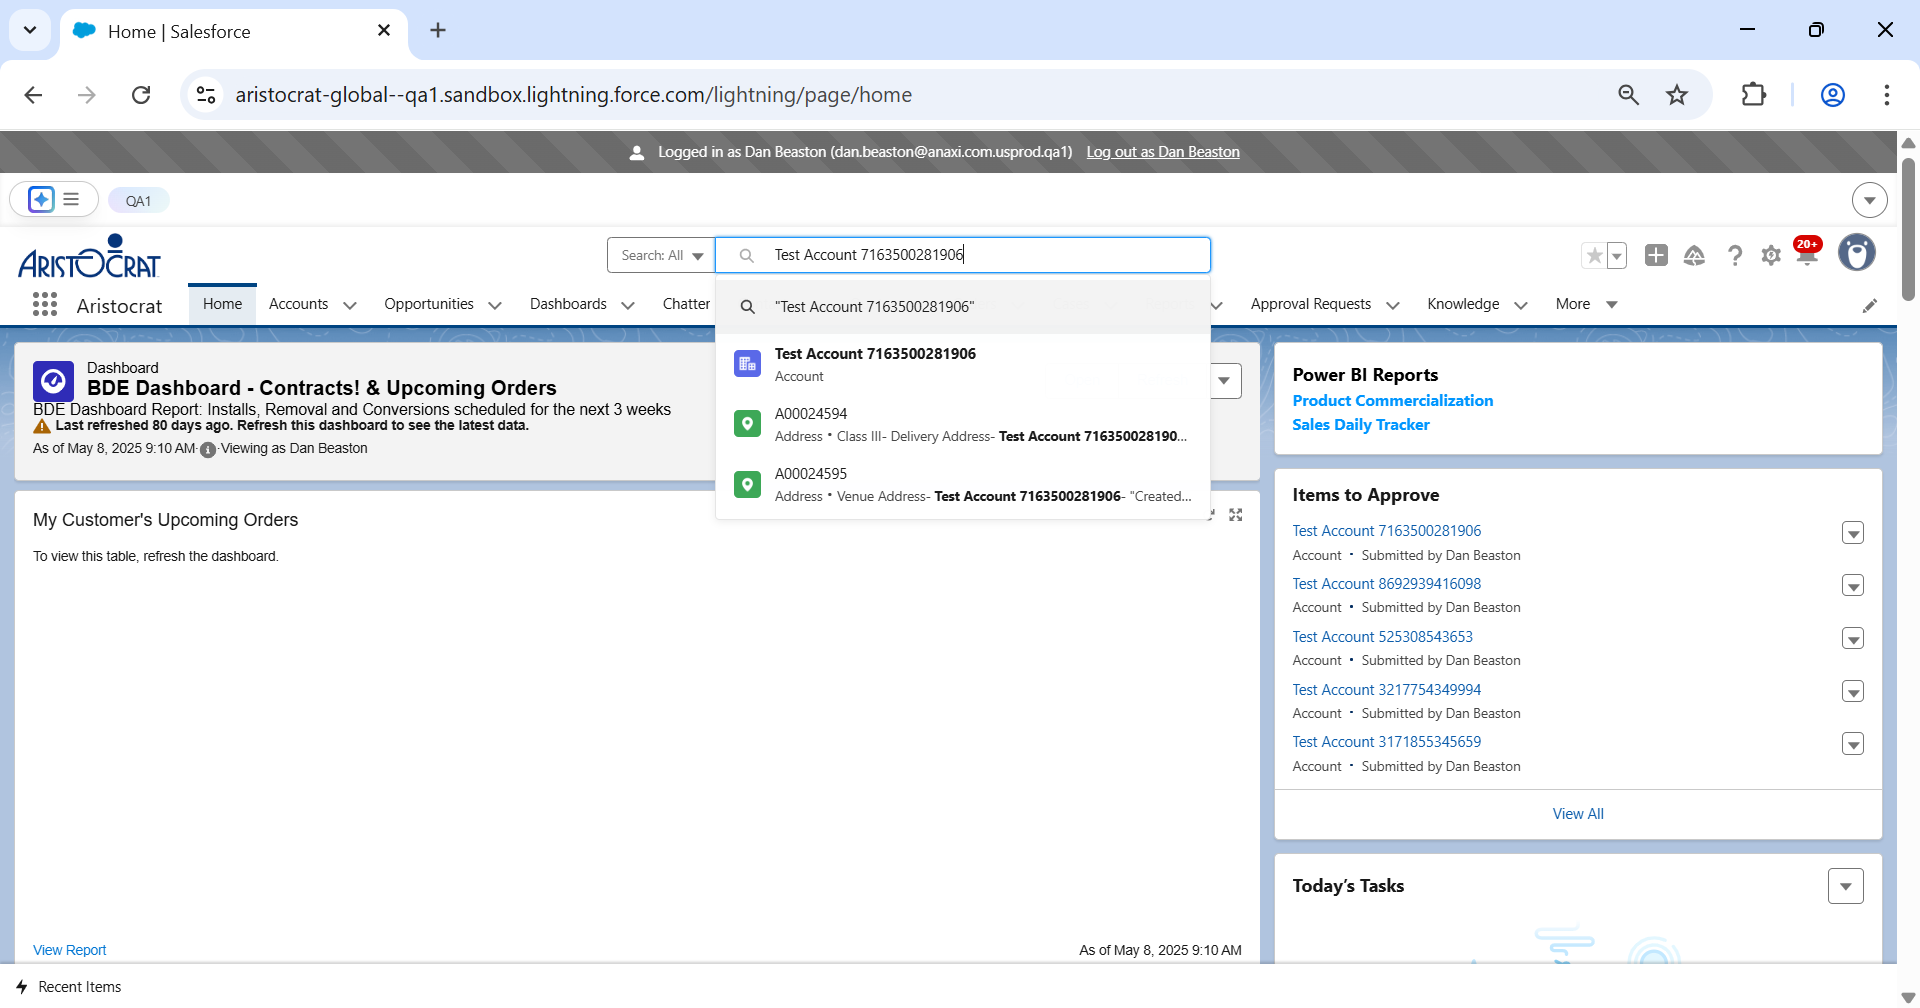 Home | Salesforce
aristocrat-global--qa1.sandbox.lightning.force.com/lightning/page/home
Logged in as Dan Beaston (dan.beaston@anaxi.com.usprod.qa1) Log out as Dan Beaston
QA1
ARISTOCRAT
Search: All
Test Account 7163500281906
20+
Aristocrat
Home
Accounts
Opportunities
Dashboards
Chatter
Approval Requests
Knowledge
More
"Test Account 7163500281906"
Test Account 7163500281906
Account
A00024594
Address • Class III- Delivery Address- Test Account 716350028190...
A00024595
Address • Venue Address- Test Account 7163500281906- "Created...
Dashboard
BDE Dashboard - Contracts! & Upcoming Orders
BDE Dashboard Report: Installs, Removal and Conversions scheduled for the next 3 weeks
Last refreshed 80 days ago. Refresh this dashboard to see the latest data.
As of May 8, 2025 9:10 AM·Viewing as Dan Beaston
My Customer's Upcoming Orders
To view this table, refresh the dashboard.
View Report
As of May 8, 2025 9:10 AM
Power BI Reports
Product Commercialization
Sales Daily Tracker
Items to Approve
Test Account 7163500281906
Account • Submitted by Dan Beaston
Test Account 8692939416098
Account • Submitted by Dan Beaston
Test Account 525308543653
Account • Submitted by Dan Beaston
Test Account 3217754349994
Account • Submitted by Dan Beaston
Test Account 3171855345659
Account • Submitted by Dan Beaston
View All
Today's Tasks
Recent Items